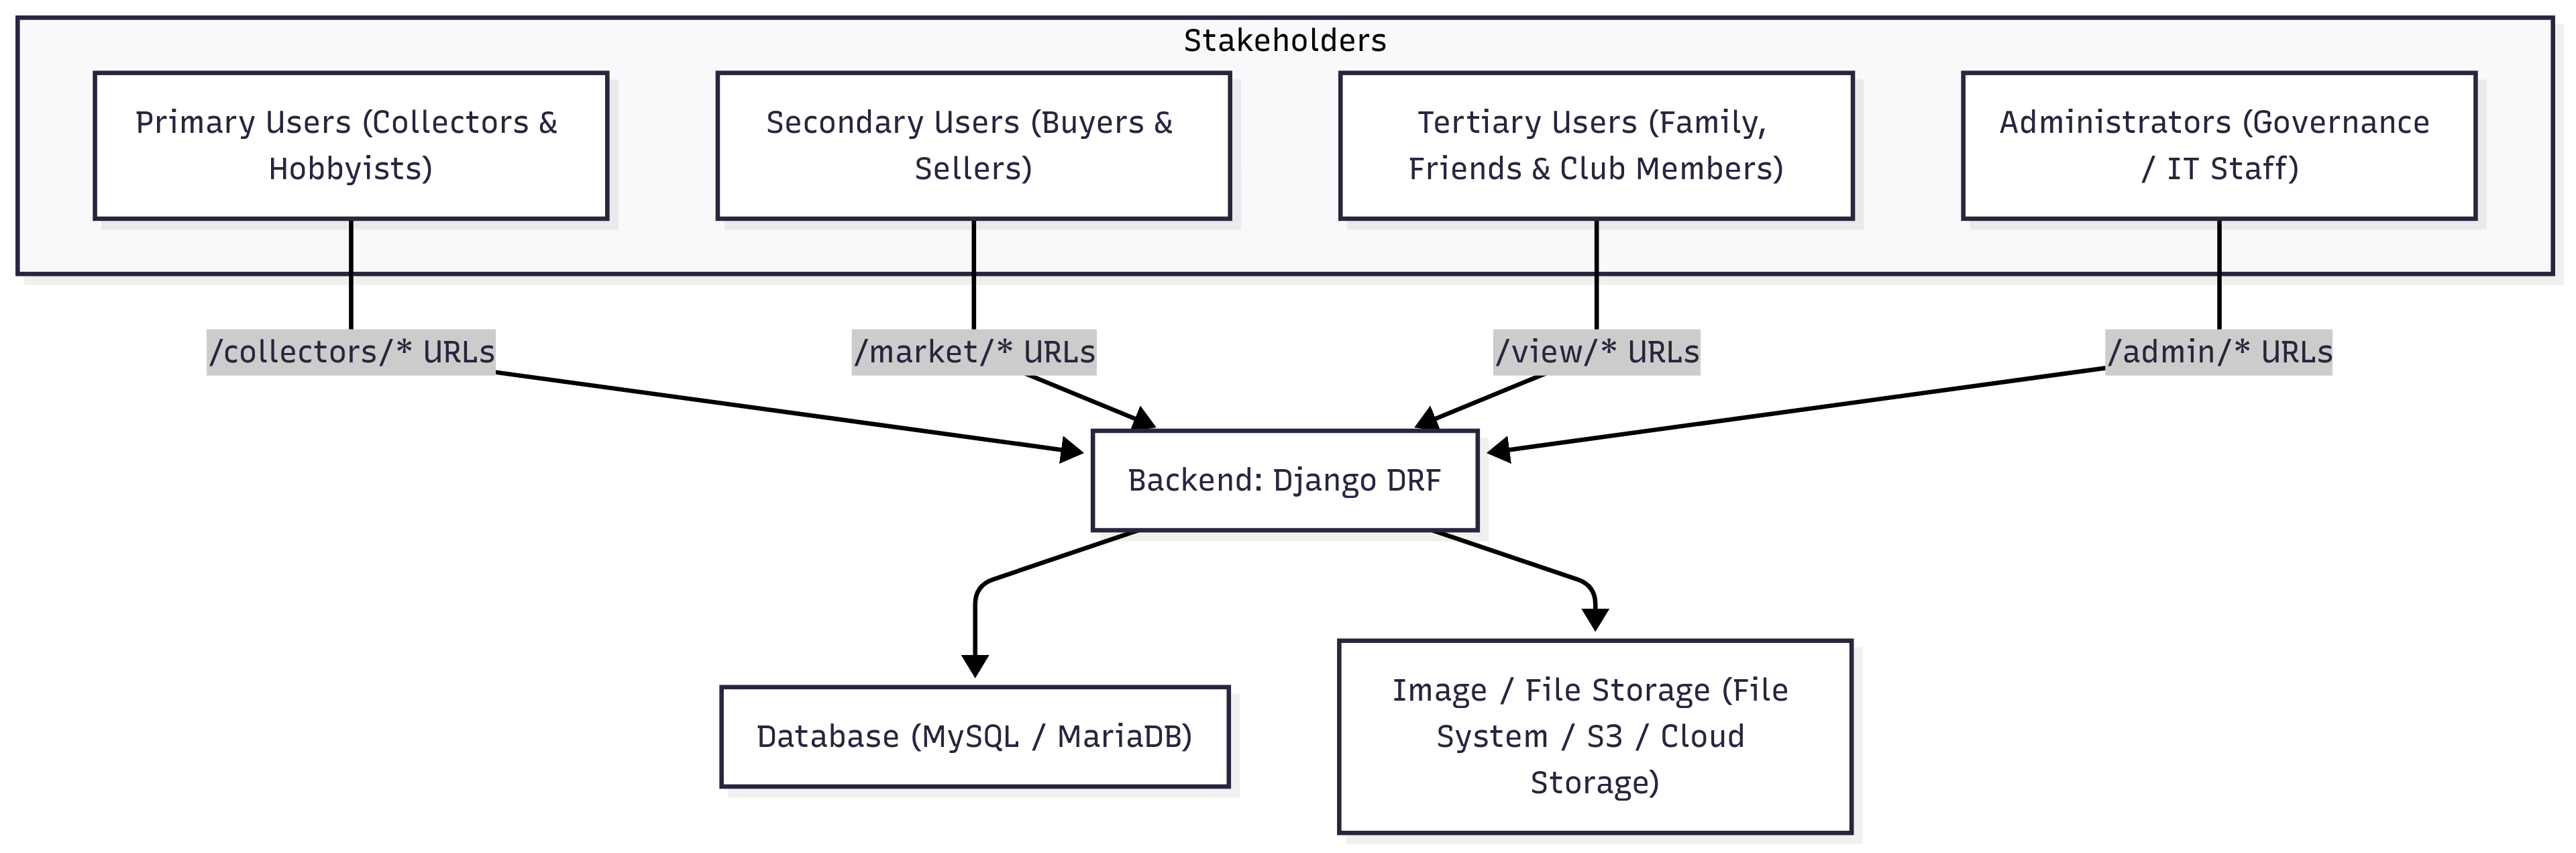 Stakeholders
Primary Users (Collectors &
Hobbyists)
Secondary Users (Buyers &
Sellers)
Tertiary Users (Family,
Friends & Club Members)
Administrators (Governance
/ IT Staff)
/collectors/* URLs
/market/* URLs
/view/* URLs
/admin/* URLs
Backend: Django DRF
Database (MySQL / MariaDB)
Image / File Storage (File
System / S3 / Cloud
Storage)